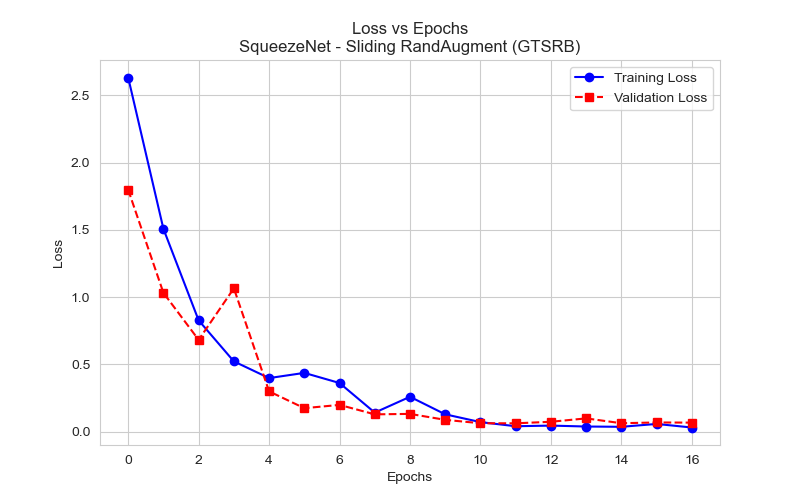 Loss vs Epochs
SqueezeNet - Sliding RandAugment (GTSRB)
Training Loss
Validation Loss
2.5
2.0
1.5
1.0
0.5
0.0
Loss
0 2 4 6 8 10 12 14 16
Epochs